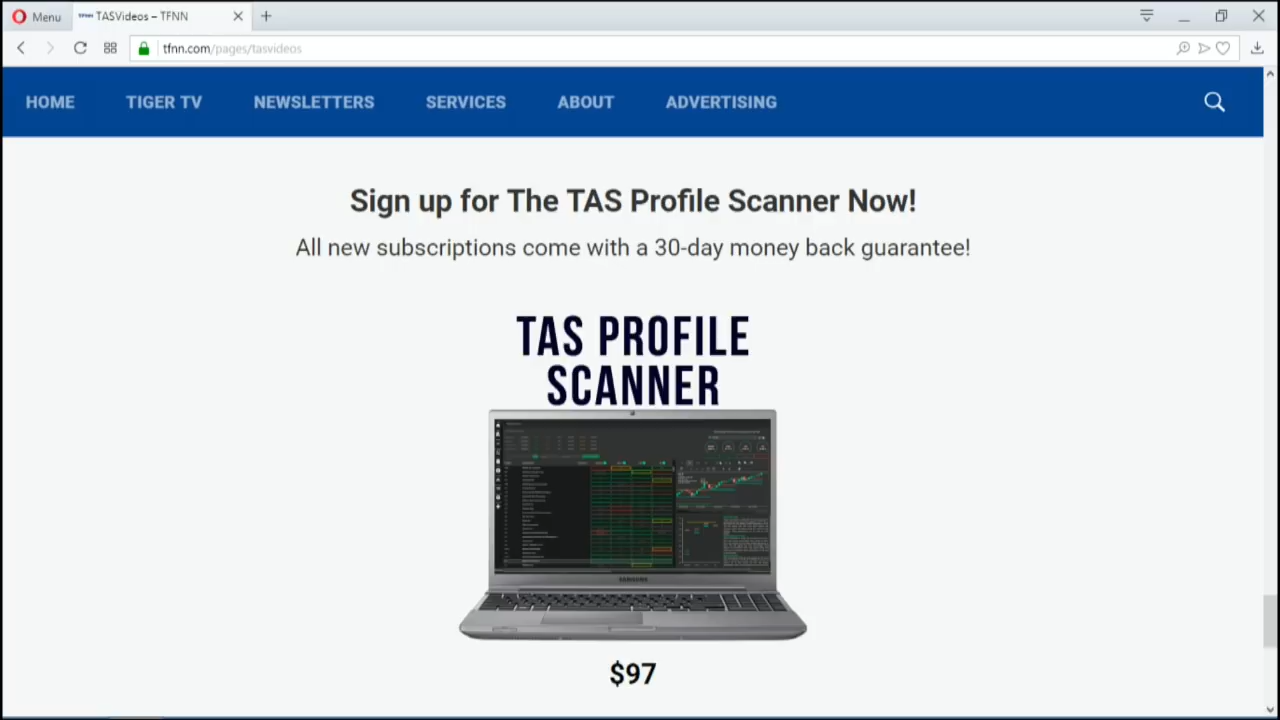 Menu
TFNN TASVideos – TFNN
tfnn.com/pages/tasvideos
HOME TIGER TV NEWSLETTERS SERVICES ABOUT ADVERTISING
Sign up for The TAS Profile Scanner Now!
All new subscriptions come with a 30-day money back guarantee!
TAS PROFILE
SCANNER
SAMSUNG
$97